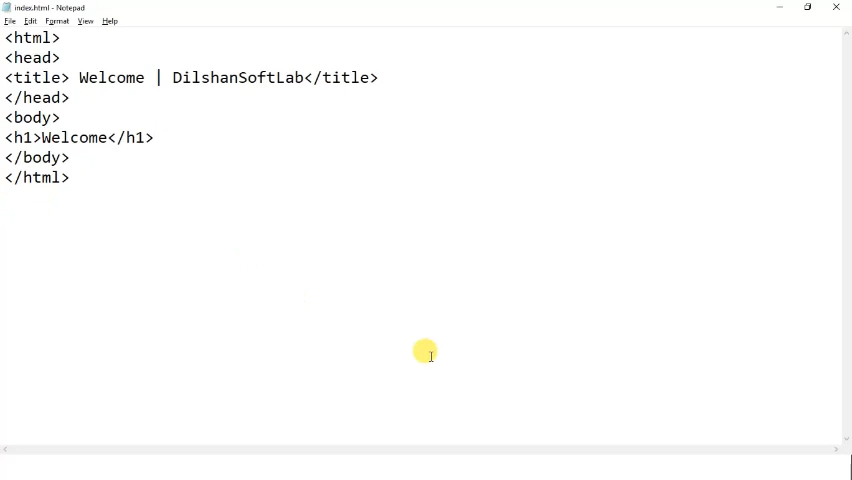 index.html - Notepad
File Edit Format View Help
<html>
<head>
<title> Welcome | DilshanSoftLab</title>
</head>
<body>
<h1>Welcome</h1>
</body>
</html>